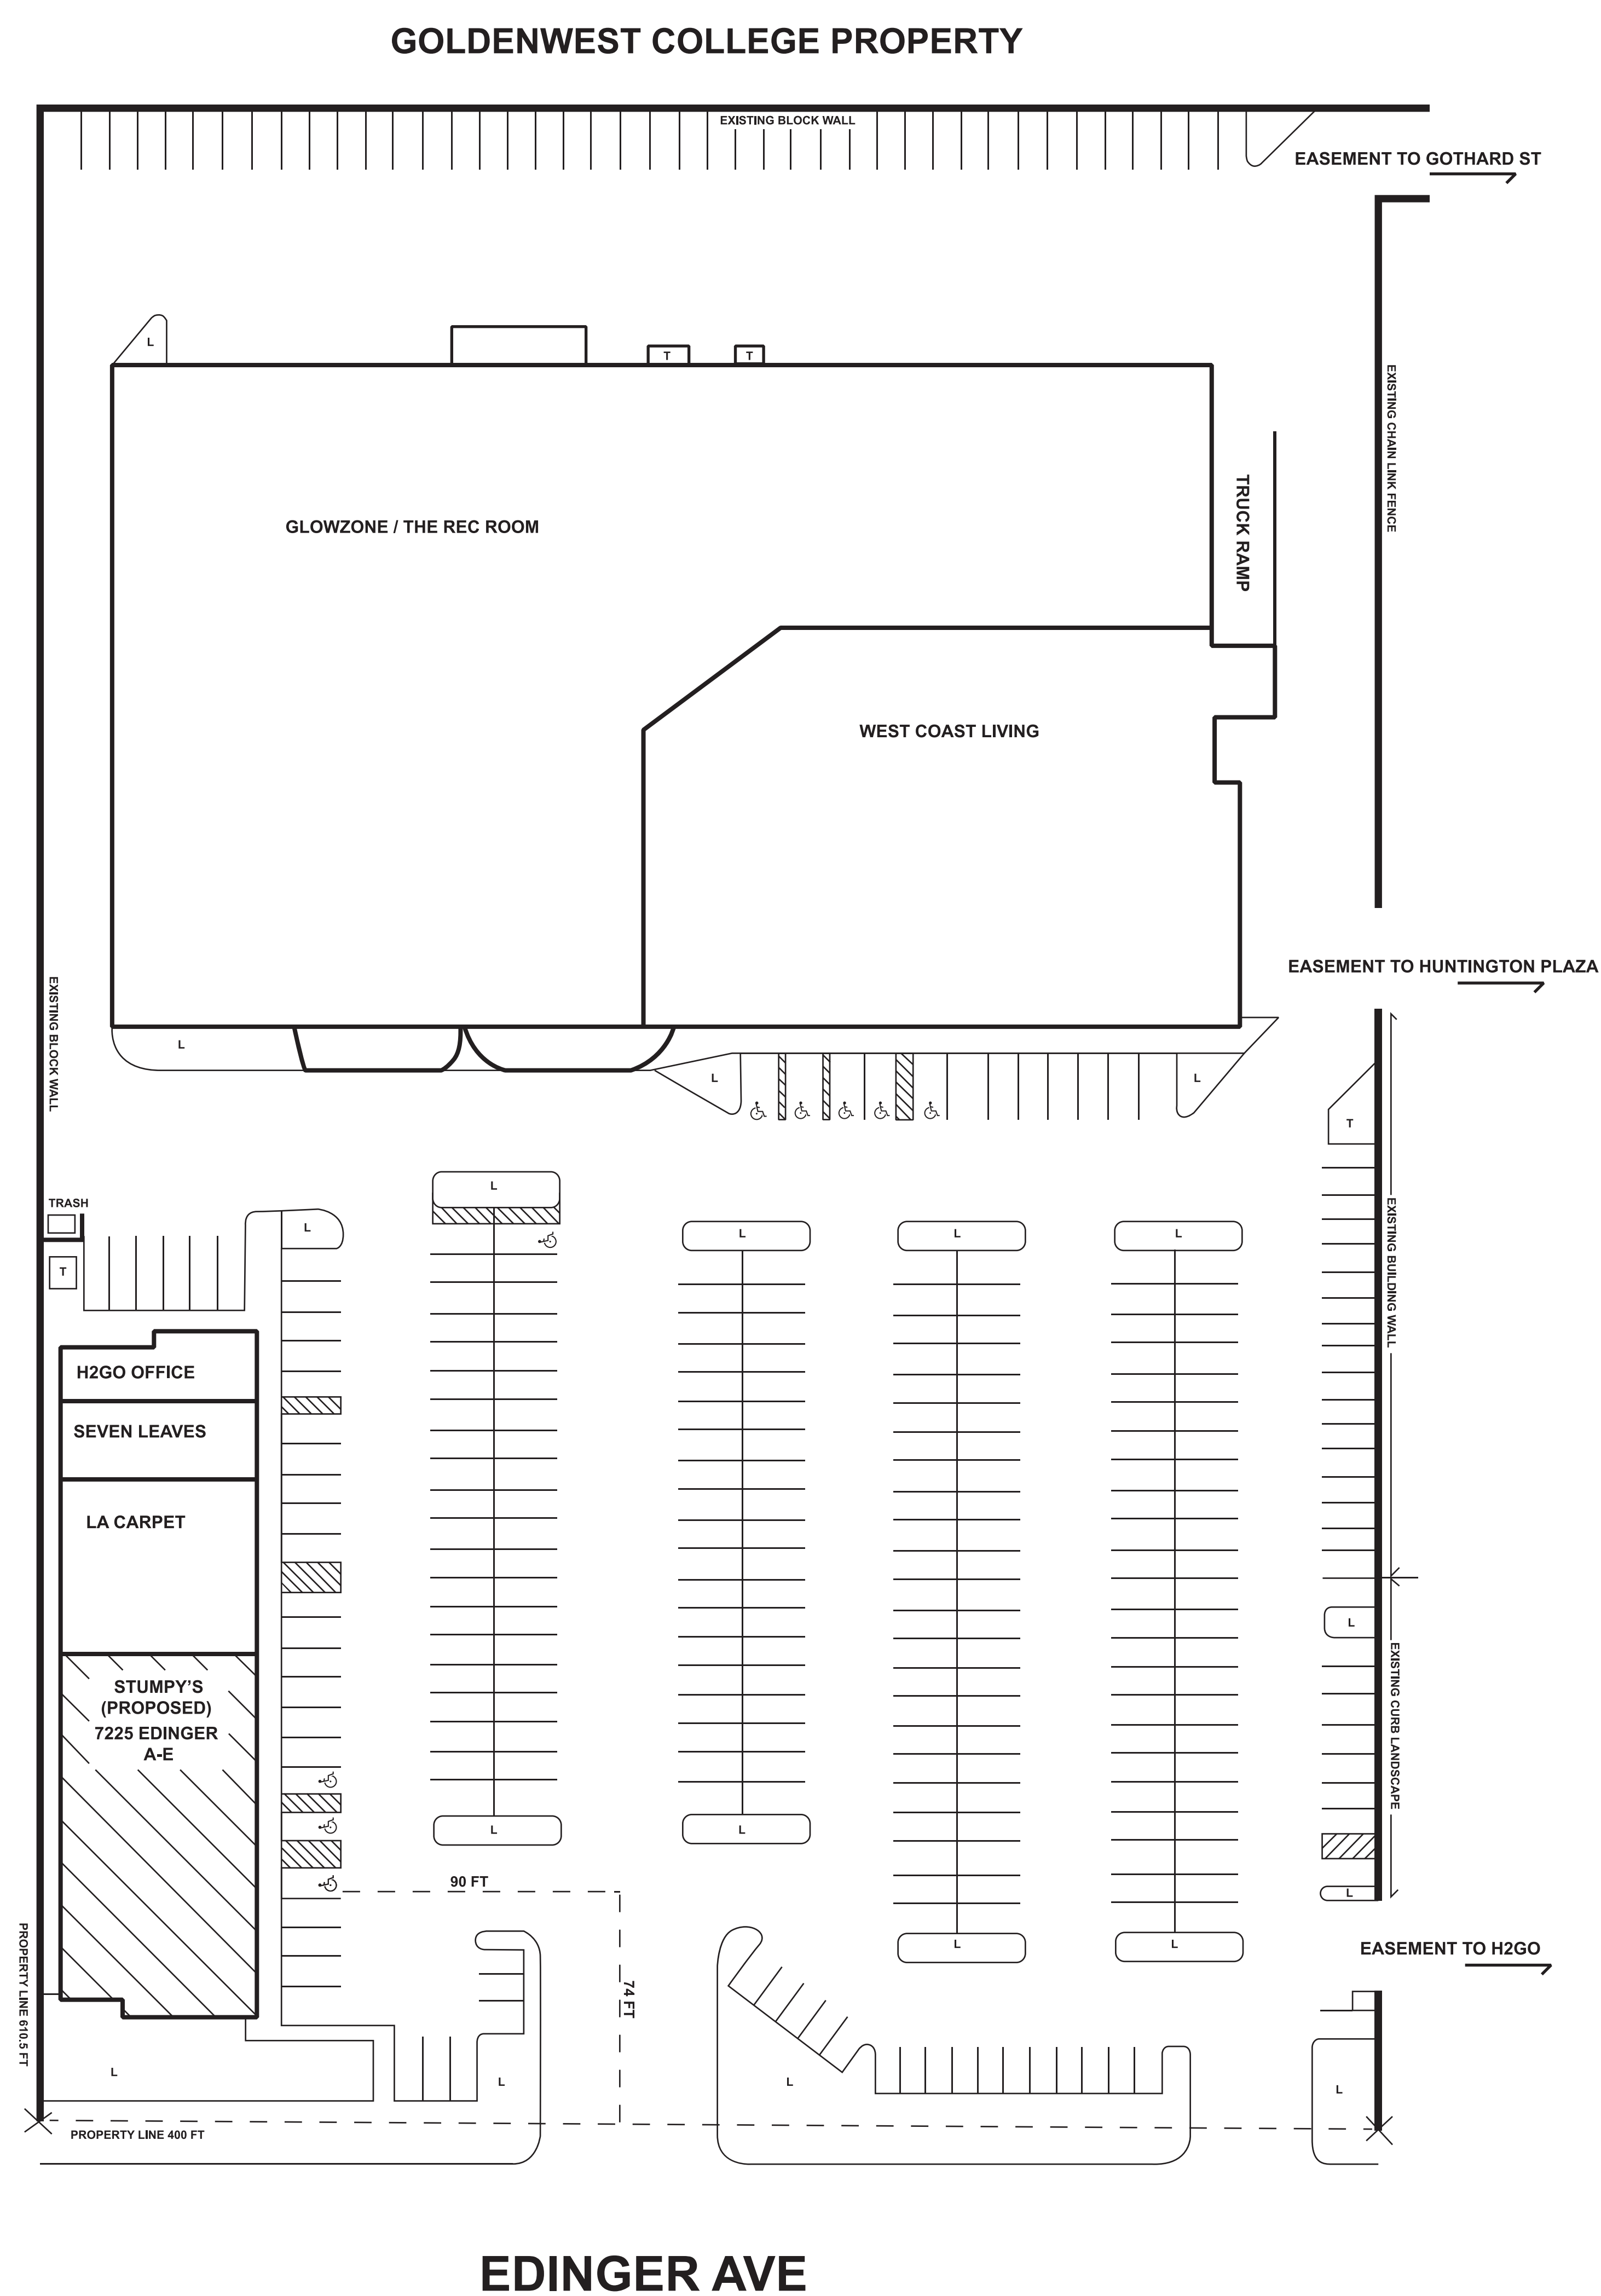 GOLDENWEST COLLEGE PROPERTY
EXISTING BLOCK WALL
EASEMENT TO GOTHARD ST
L
T
T
EXISTING CHAIN LINK FENCE
TRUCK RAMP
GLOWZONE / THE REC ROOM
WEST COAST LIVING
EASEMENT TO HUNTINGTON PLAZA
EXISTING BLOCK WALL
L
L
L
T
TRASH
L
L
L
L
L
T
EXISTING BUILDING WALL
H2GO OFFICE
SEVEN LEAVES
LA CARPET
L
STUMPY'S
(PROPOSED)
7225 EDINGER
A-E
EXISTING CURB LANDSCAPE
L
L
90 FT
L
PROPERTY LINE 610.5 FT
74 FT
L
L
EASEMENT TO H2GO
L
L
L
L
PROPERTY LINE 400 FT
EDINGER AVE